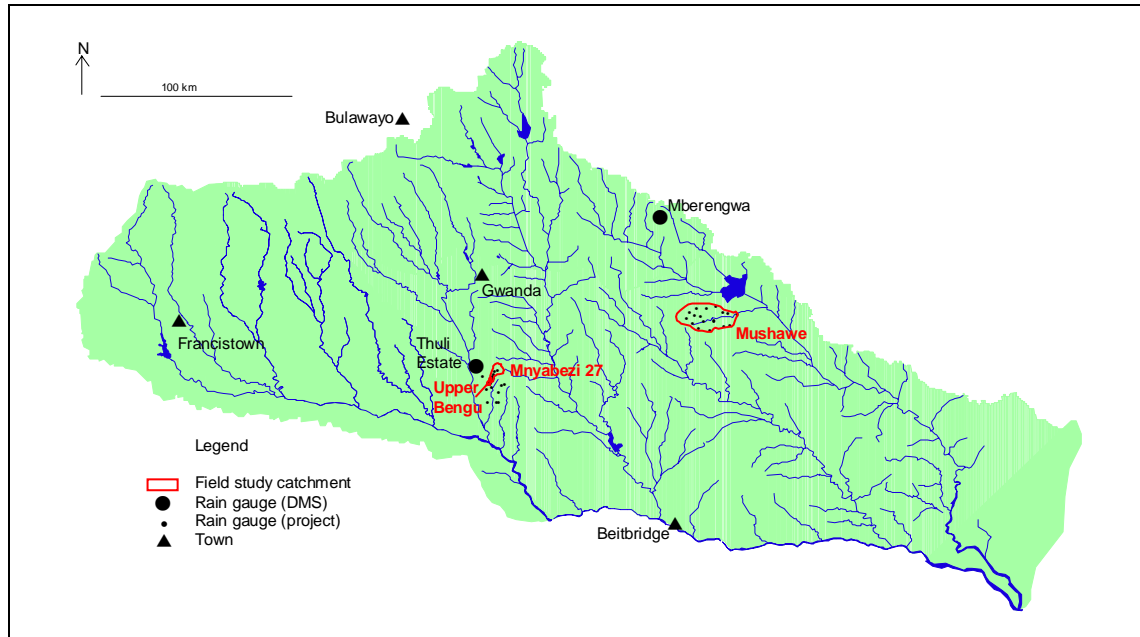 N
100 km
Bulawayo
Mberengwa
Gwanda
Mushawe
Francistown
Thuli
Estate
Mnyabezi 27
Upper
Bengu
Legend
Field study catchment
Rain gauge (DMS)
Rain gauge (project)
Town
Beitbridge